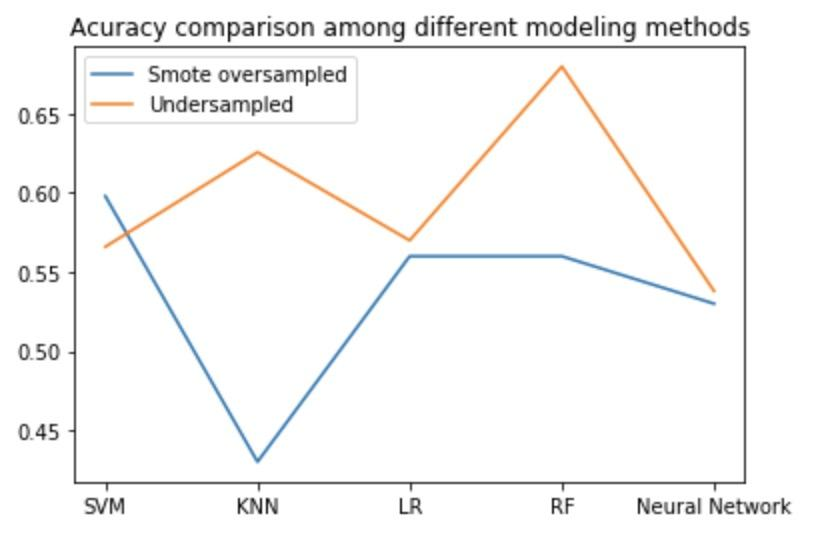 Acuracy comparison among different modeling methods
Smote oversampled
Undersampled
0.65
0.60
0.55
0.50
0.45
SVM KNN LR RF Neural Network